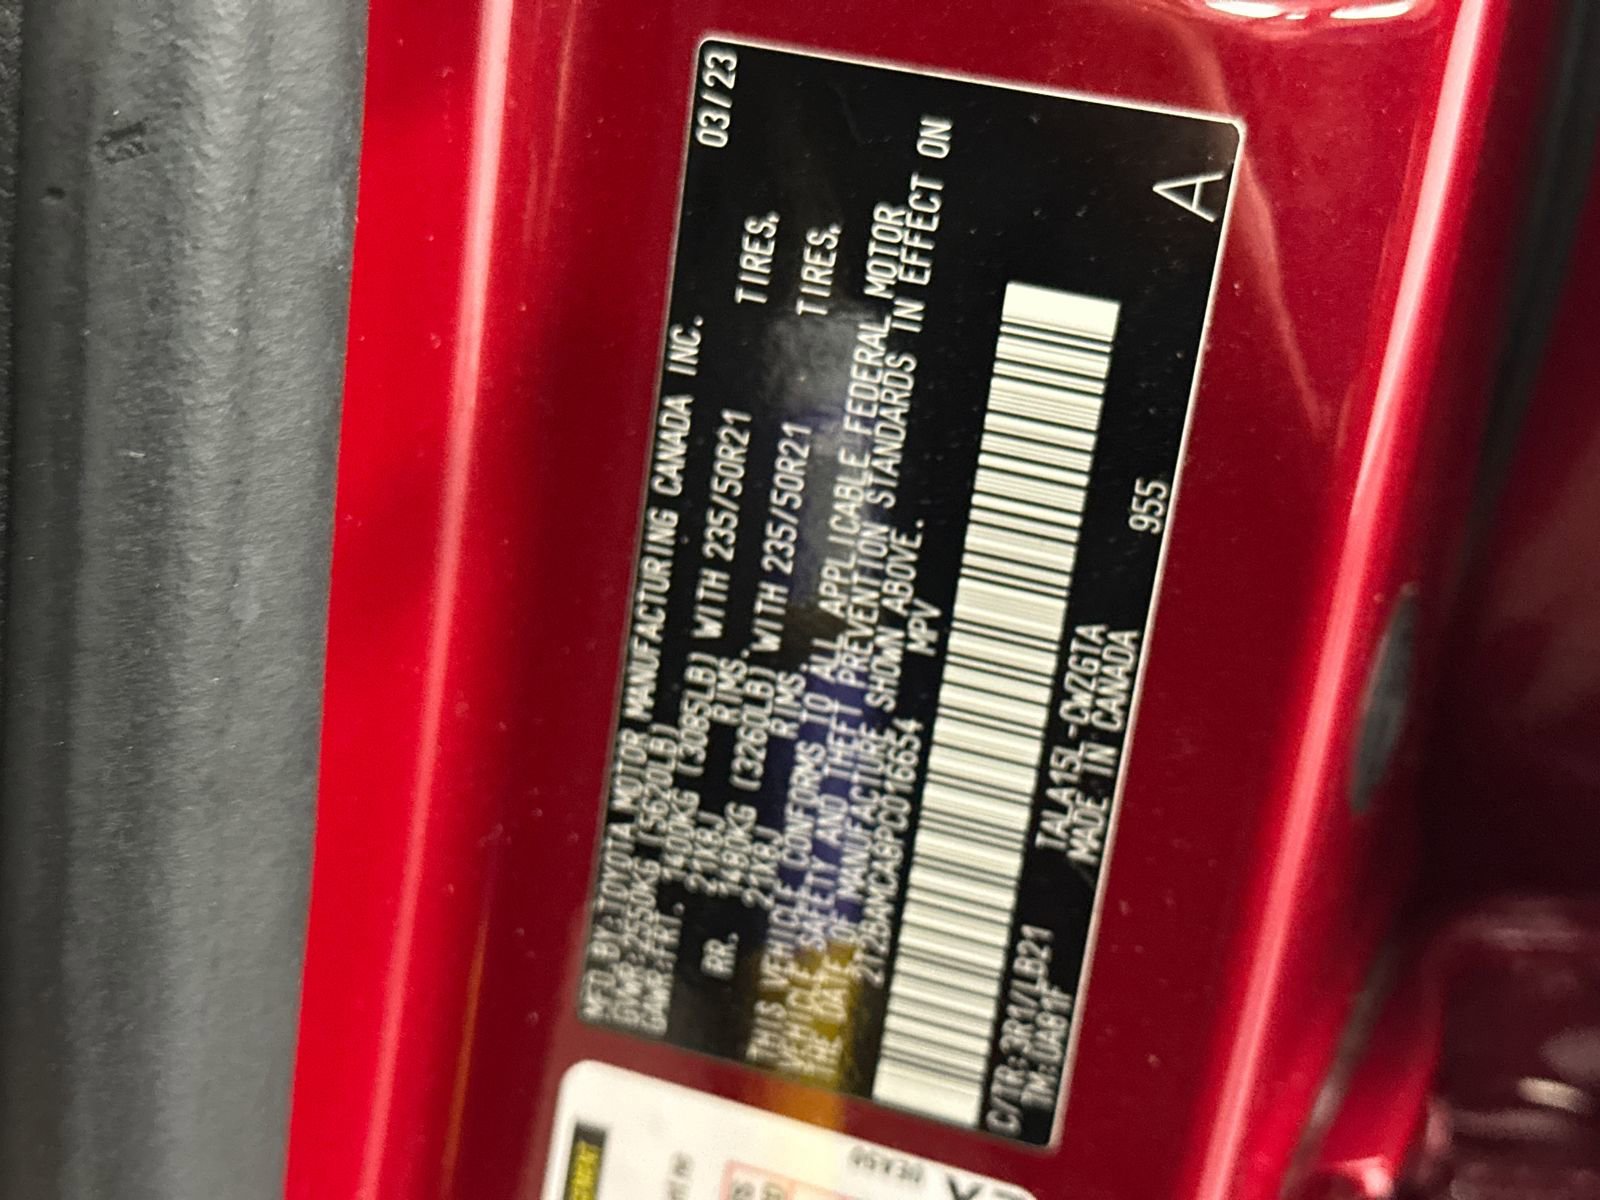 MFD BY:TOYOTA MOTOR MANUFACTURING CANADA INC. 03/23
GVWR:2550KG (5620LB)
GAWR:FRT. 1400KG (3085LB) WITH 235/50R21 TIRES,
21X8J RIMS.
RR. 1480KG (3260LB) WITH 235/50R21 TIRES,
21X8J RIMS.
THIS VEHICLE CONFORMS TO ALL APPLICABLE FEDERAL MOTOR
VEHICLE SAFETY AND THEFT PREVENTION STANDARDS IN EFFECT ON
THE DATE OF MANUFACTURE SHOWN ABOVE.
2T2BAMCA8PC016654 MPV
C/TR:3R1/LB21 TALA15L-CWZGTA
TM:UA91F MADE IN CANADA 955 A